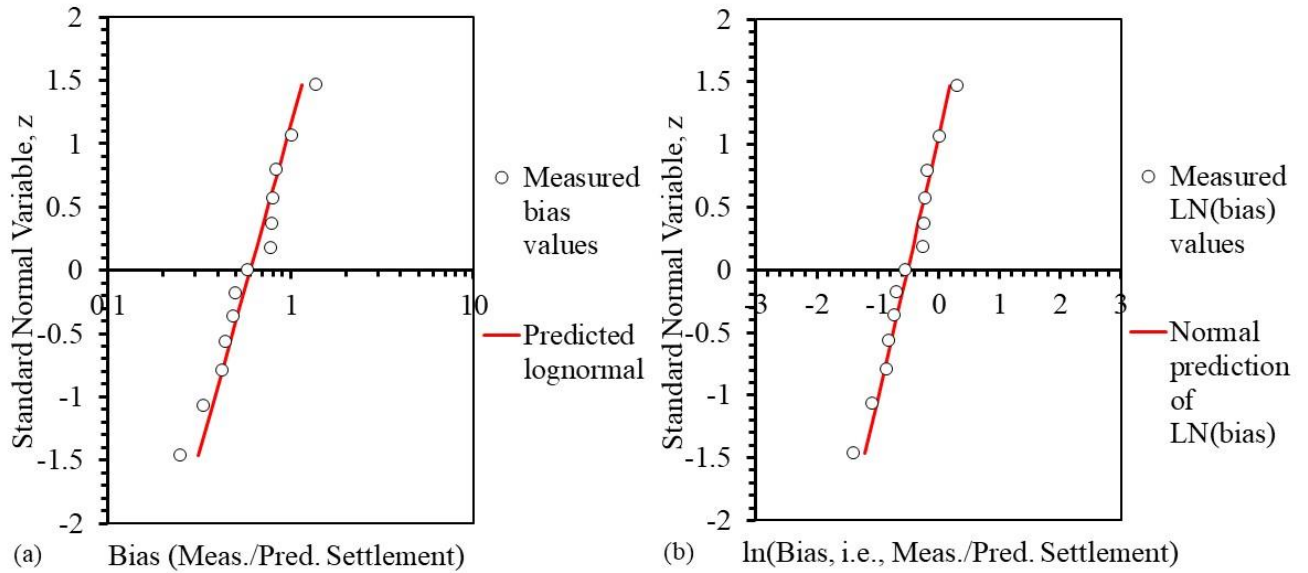 2
1.5
1
0.5
0
-0.5
-1
-1.5
-2
Standard Normal Variable, z
0.1
1
10
Measured
bias
values
Predicted
lognormal
(a)
Bias (Meas./Pred. Settlement)
2
1.5
1
0.5
0
-0.5
-1
-1.5
-2
Standard Normal Variable, z
-3
-2
-1
0
1
2
3
Measured
LN(bias)
values
Normal
prediction
of
LN(bias)
(b)
ln(Bias, i.e., Meas./Pred. Settlement)